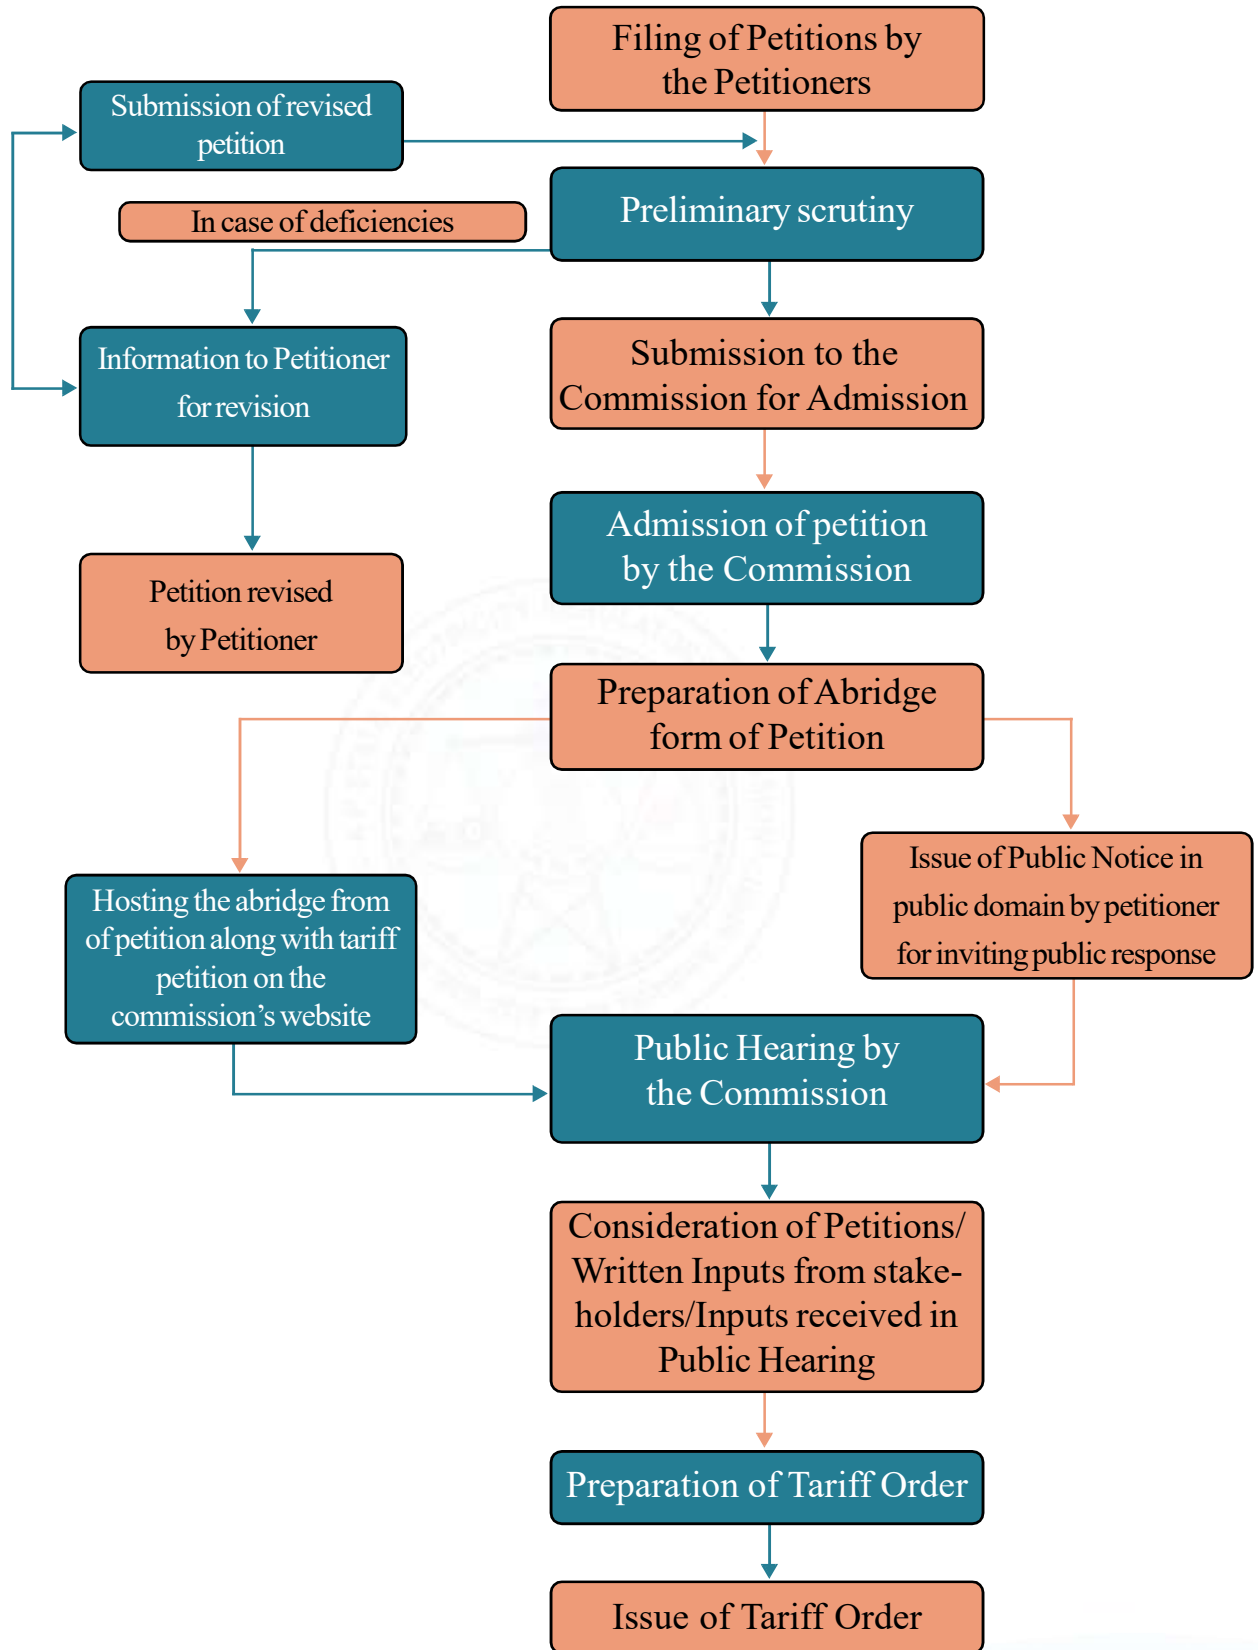 Filing of Petitions by
the Petitioners
Submission of revised
petition
Preliminary scrutiny
In case of deficiencies
Information to Petitioner
for revision
Submission to the
Commission for Admission
Admission of petition
by the Commission
Petition revised
by Petitioner
Preparation of Abridge
form of Petition
Hosting the abridge from
of petition along with tariff
petition on the
commission’s website
Issue of Public Notice in
public domain by petitioner
for inviting public response
Public Hearing by
the Commission
Consideration of Petitions/
Written Inputs from stake-
holders/Inputs received in
Public Hearing
Preparation of Tariff Order
Issue of Tariff Order